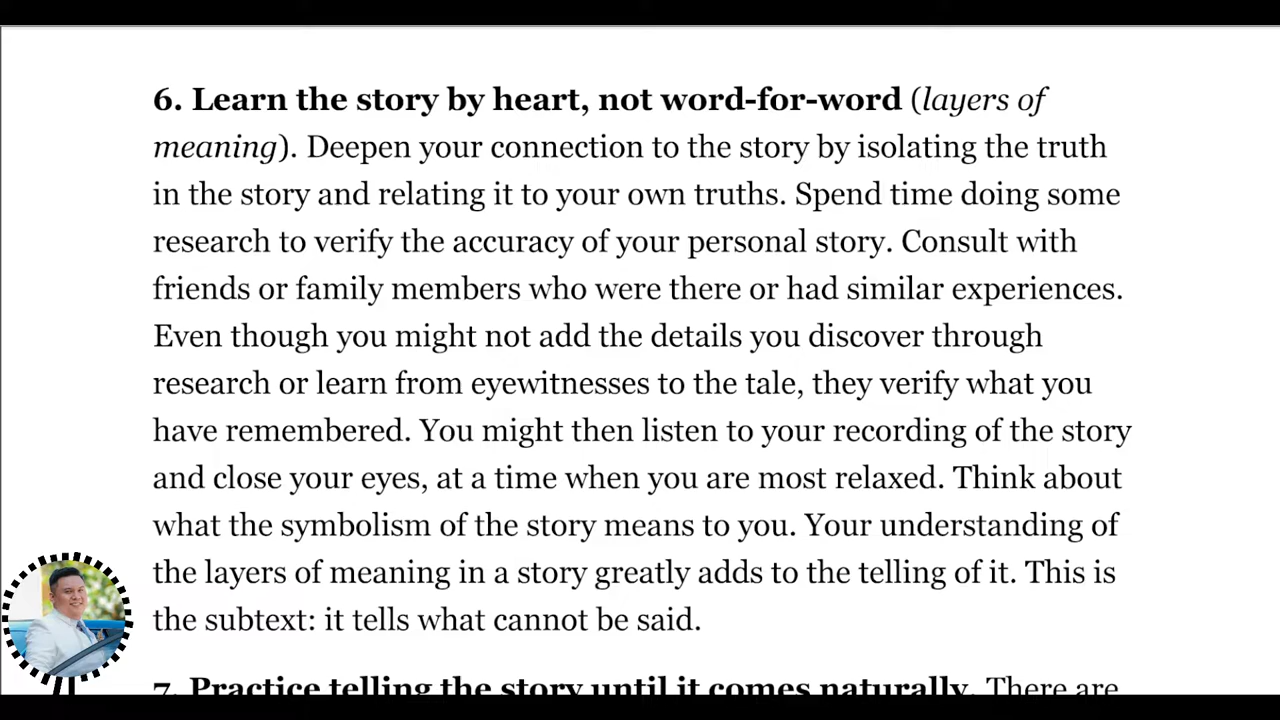 6. Learn the story by heart, not word-for-word (layers of
meaning). Deepen your connection to the story by isolating the truth
in the story and relating it to your own truths. Spend time doing some
research to verify the accuracy of your personal story. Consult with
friends or family members who were there or had similar experiences.
Even though you might not add the details you discover through
research or learn from eyewitnesses to the tale, they verify what you
have remembered. You might then listen to your recording of the story
and close your eyes, at a time when you are most relaxed. Think about
what the symbolism of the story means to you. Your understanding of
the layers of meaning in a story greatly adds to the telling of it. This is
the subtext: it tells what cannot be said.
7. Practice telling the story until it comes naturally. There are